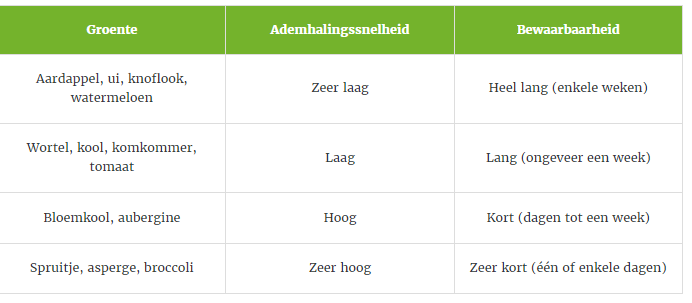 Groente Ademhalingssnelheid Bewaarbaarheid
Aardappel, ui, knoflook,
watermeloen
Zeer laag
Heel lang (enkele weken)
Wortel, kool, komkommer,
tomaat
Laag
Lang (ongeveer een week)
Bloemkool, aubergine Hoog Kort (dagen tot een week)
Spruitje, asperge, broccoli Zeer hoog Zeer kort (één of enkele dagen)